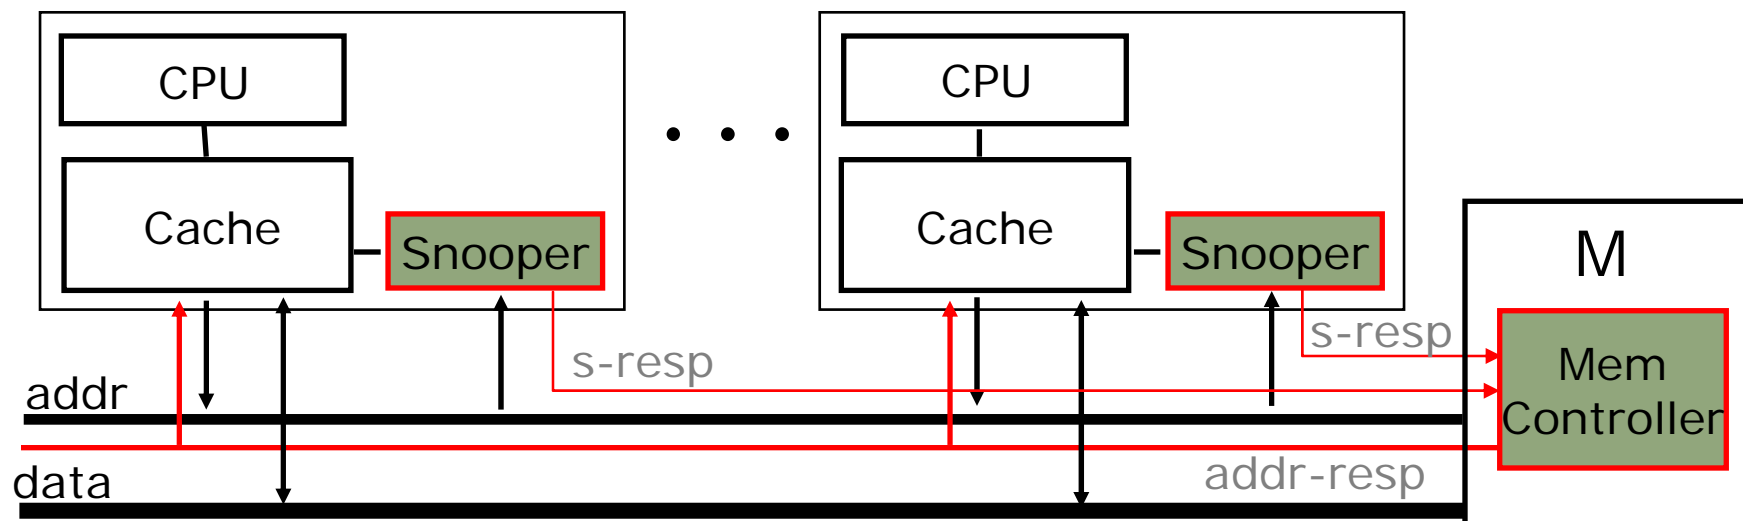 CPU
Cache
Snooper
. . .
CPU
Cache
Snooper
M
s-resp
s-resp
Mem
Controller
addr
addr-resp
data